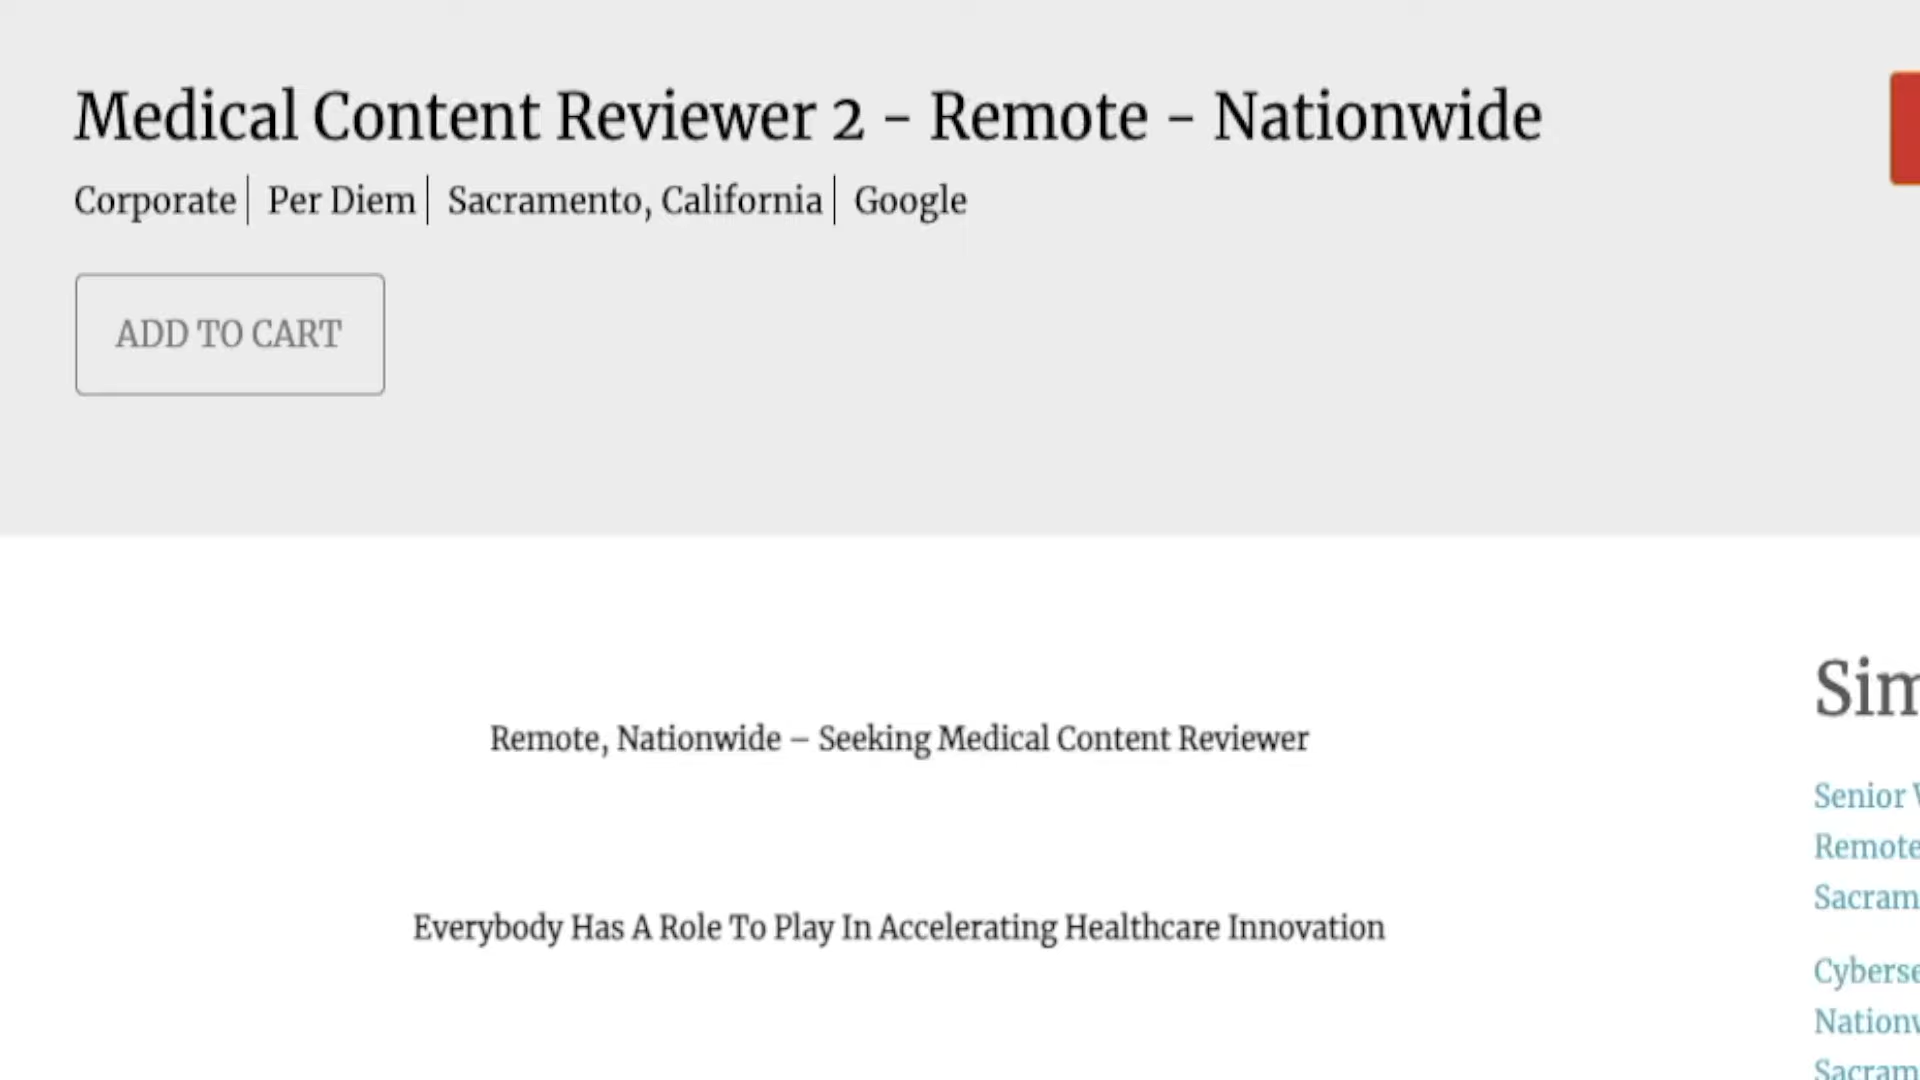 Medical Content Reviewer 2 - Remote - Nationwide
Corporate | Per Diem | Sacramento, California | Google
ADD TO CART
Remote, Nationwide – Seeking Medical Content Reviewer
Everybody Has A Role To Play In Accelerating Healthcare Innovation
Sim
Senior
Remote
Sacram
Cyberse
Nation
Sacram